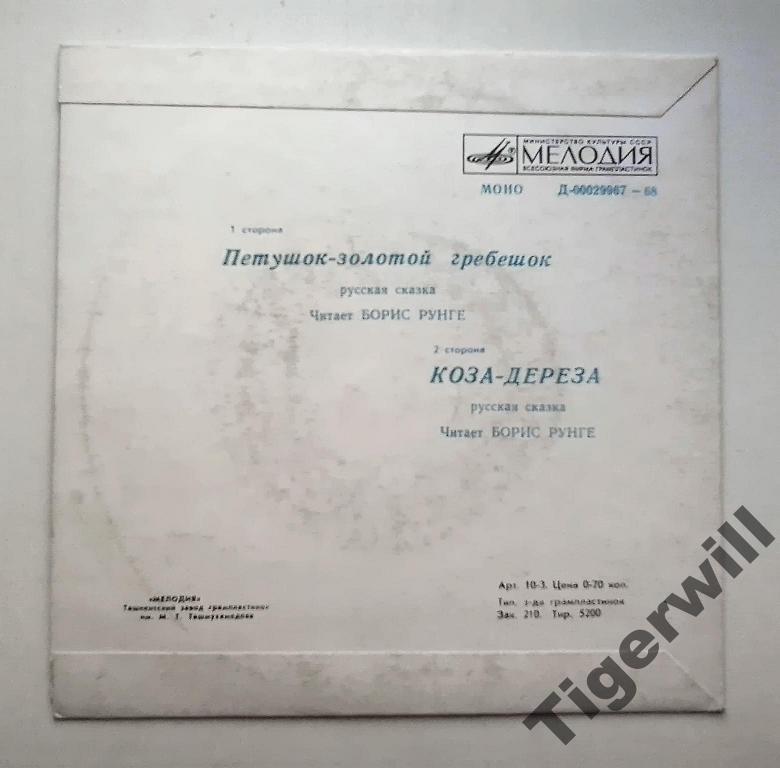 МИНИСТЕРСТВО КУЛЬТУРЫ СССР
МЕЛОДИЯ
ВСЕСОЮЗНАЯ ФИРМА ГРАМПЛАСТИНОК
МОНО Д-00029967-68
1 сторона
Петушок-золотой гребешок
русская сказка
Читает БОРИС РУНГЕ
2 сторона
КОЗА-ДЕРЕЗА
русская сказка
Читает БОРИС РУНГЕ
«МЕЛОДИЯ»
Ташкентский завод грампластинок
им. М. Т. Ташмухамедова
Арт. 10-3. Цена 0-70 коп.
Тип. з-да грампластинок
Зак. 210. Тир. 5200
Tigerwill